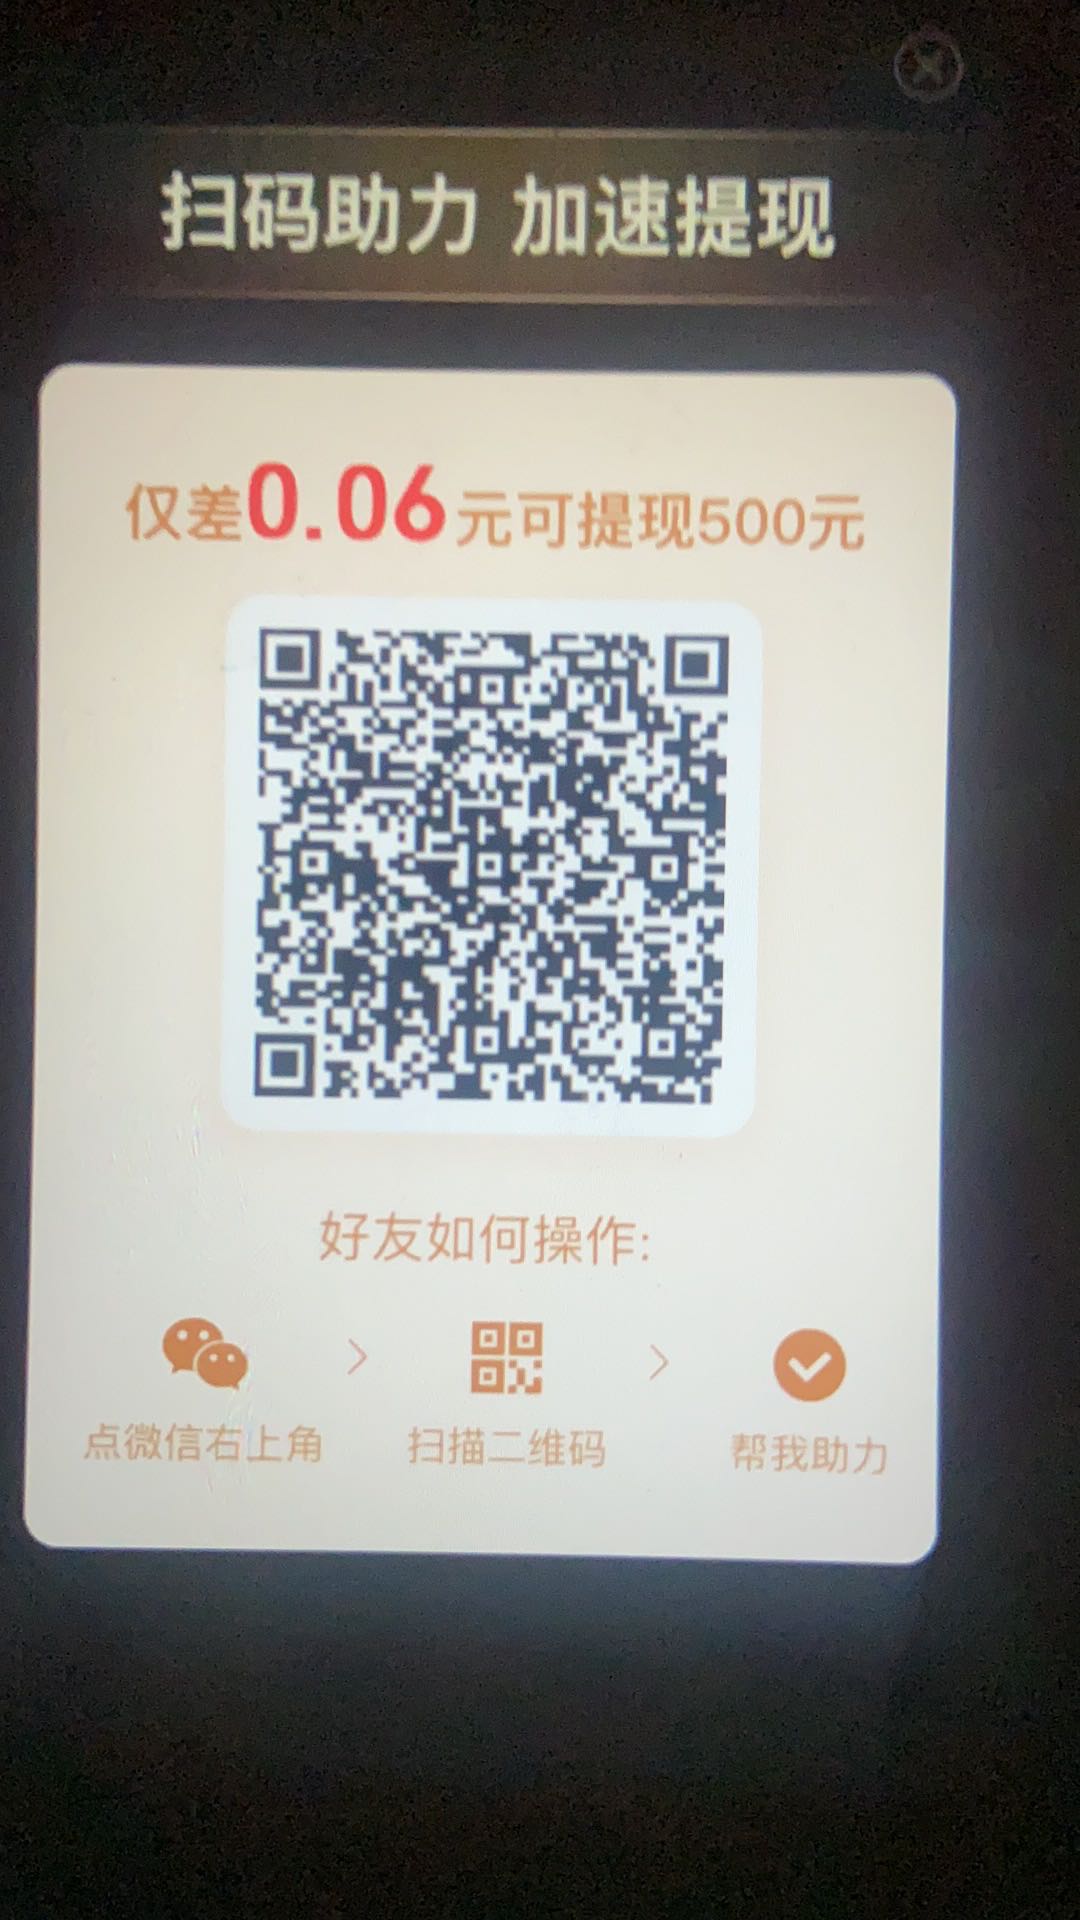 扫码助力 加速提现
仅差0.06元可提现500元
好友如何操作:
点微信右上角
扫描二维码
帮我助力